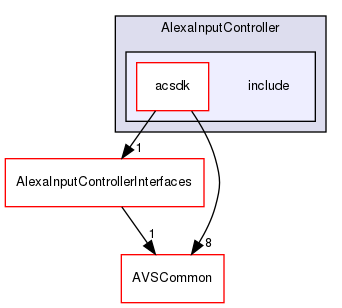 AlexaInputController
acsdk
include
1
AlexaInputControllerInterfaces
1
8
AVSCommon